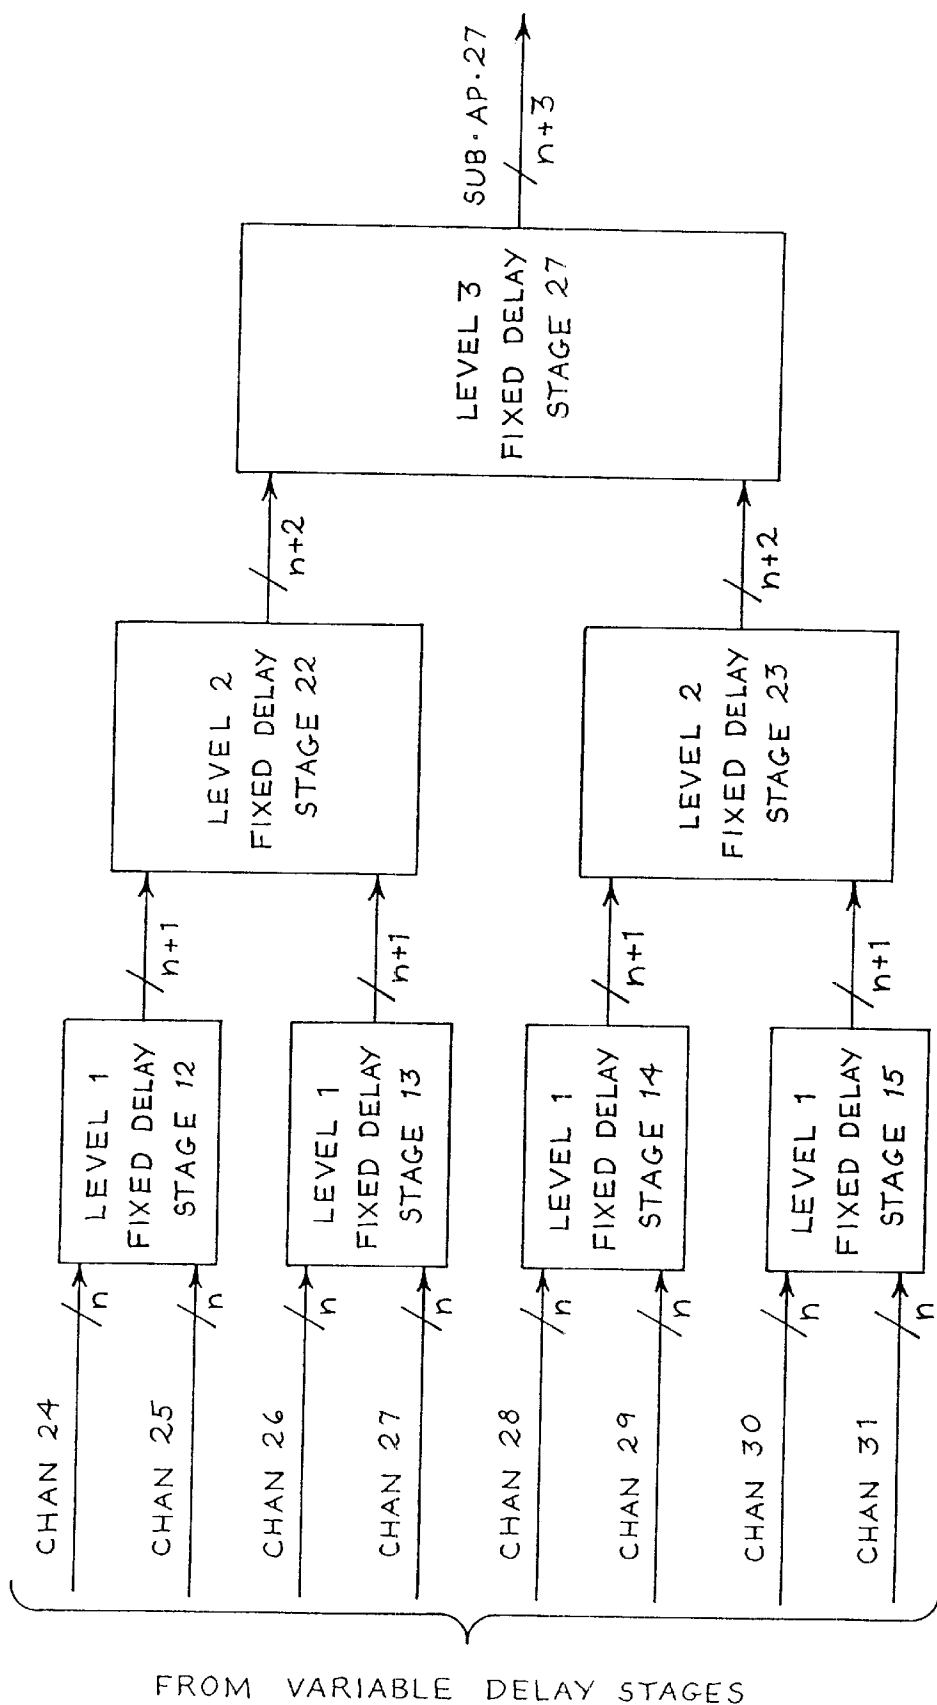 FROM VARIABLE DELAY STAGES
CHAN 24
n
CHAN 25
n
CHAN 26
n
CHAN 27
n
CHAN 28
n
CHAN 29
n
CHAN 30
n
CHAN 31
n
LEVEL 1
FIXED DELAY
STAGE 12
n+1
LEVEL 1
FIXED DELAY
STAGE 13
n+1
LEVEL 1
FIXED DELAY
STAGE 14
n+1
LEVEL 1
FIXED DELAY
STAGE 15
n+1
LEVEL 2
FIXED DELAY
STAGE 22
n+2
LEVEL 2
FIXED DELAY
STAGE 23
n+2
LEVEL 3
FIXED DELAY
STAGE 27
SUB·AP·27
n+3